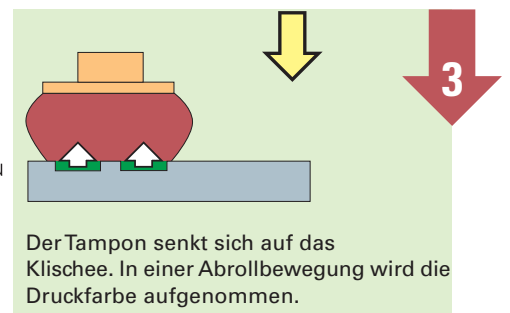 3
Der Tampon senkt sich auf das
Klischee. In einer Abrollbewegung wird die
Druckfarbe aufgenommen.